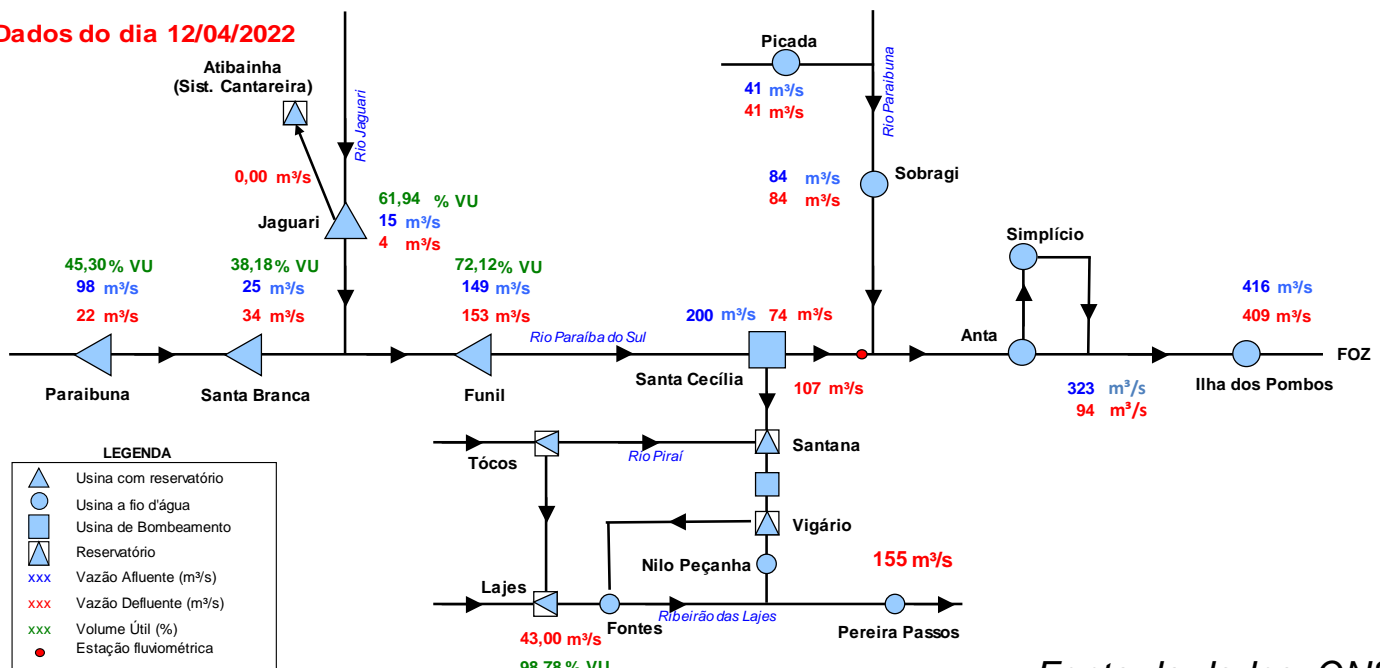 Dados do dia 12/04/2022
Atibainha
(Sist. Cantareira)
Rio Jaguari
0,00 m³/s
Jaguari
61,94 % VU
15 m³/s
4 m³/s
Picada
41 m³/s
41 m³/s
Rio Paraibuna
84 m³/s
84 m³/s
Sobragi
45,30 % VU
98 m³/s
22 m³/s
Paraibuna
38,18 % VU
25 m³/s
34 m³/s
Santa Branca
72,12 % VU
149 m³/s
153 m³/s
Funil
Rio Paraíba do Sul
200 m³/s 74 m³/s
Santa Cecília
107 m³/s
Simplício
Anta
323 m³/s
94 m³/s
416 m³/s
409 m³/s
Ilha dos Pombos
FOZ
Tócos
Rio Piraí
Santana
Vigário
Nilo Peçanha
155 m³/s
Lajes
Fontes
Ribeirão das Lajes
Pereira Passos
43,00 m³/s
98,78 % VU
LEGENDA
Usina com reservatório
Usina a fio d'água
Usina de Bombeamento
Reservatório
xxx Vazão Afluente (m³/s)
xxx Vazão Defluente (m³/s)
xxx Volume Útil (%)
Estação fluviométrica